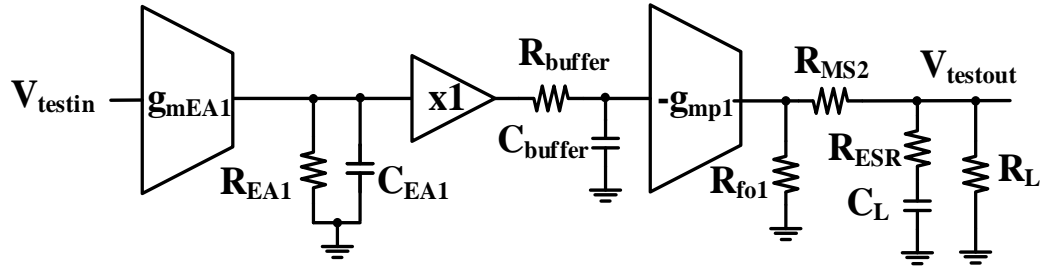 V_testin
g_mEA1
R_EA1
C_EA1
x1
R_buffer
C_buffer
-g_mp1
R_fo1
R_MS2
V_testout
R_ESR
C_L
R_L